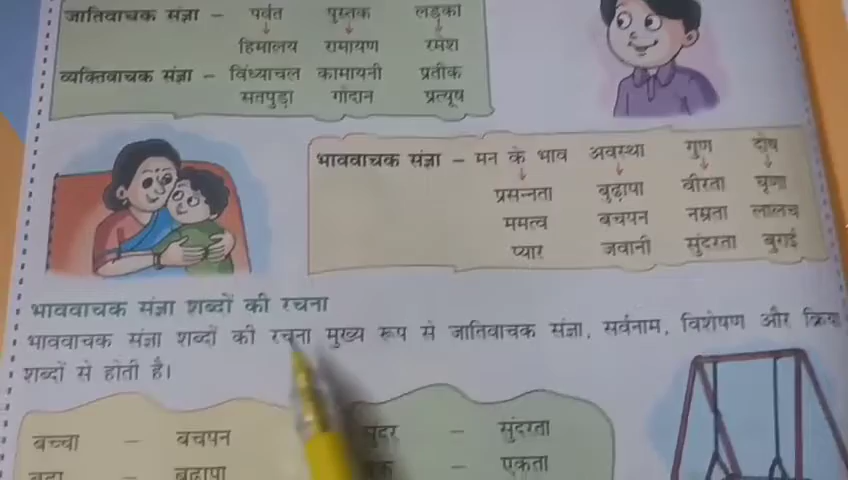 जातिवाचक संज्ञा – पर्वत पुस्तक लड़का
हिमालय रामायण रमेश
व्यक्तिवाचक संज्ञा – विंध्याचल कामायनी प्रतीक
सतपुड़ा गोदान प्रत्यूष
भाववाचक संज्ञा – मन के भाव अवस्था गुण दोष
प्रसन्नता बुढ़ापा वीरता घृणा
ममत्व बचपन नम्रता लालच
प्यार जवानी सुंदरता बुराई
भाववाचक संज्ञा शब्दों की रचना
भाववाचक संज्ञा शब्दों की रचना मुख्य रूप से जातिवाचक संज्ञा, सर्वनाम, विशेषण और क्रिया
शब्दों से होती है।
बच्चा – बचपन
सुंदर – सुंदरता
– बुढ़ापा
– एकता